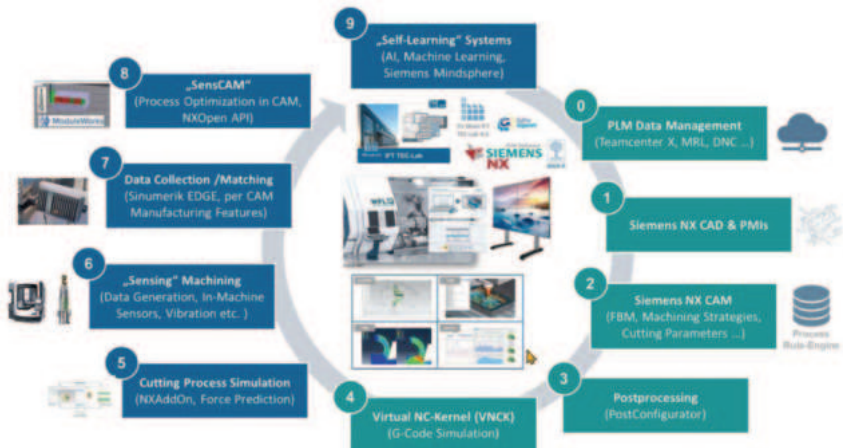 9
„Self-Learning“ Systems
(AI, Machine Learning,
Siemens Mindsphere)
8
„SensCAM“
(Process Optimization in CAM,
NXOpen API)
ModuleWorks
0
PLM Data Management
(Teamcenter X, MRL, DNC ...)
IFT TEC-Lab
SIEMENS
NX
7
Data Collection /Matching
(Sinumerik EDGE, per CAM
Manufacturing Features)
1
Siemens NX CAD & PMIs
6
„Sensing“ Machining
(Data Generation, In-Machine
Sensors, Vibration etc. )
2
Siemens NX CAM
(FBM, Machining Strategies,
Cutting Parameters ...)
Process
Rule-Engine
5
Cutting Process Simulation
(NXAddOn, Force Prediction)
4
Virtual NC-Kernel (VNCK)
(G-Code Simulation)
3
Postprocessing
(PostConfigurator)